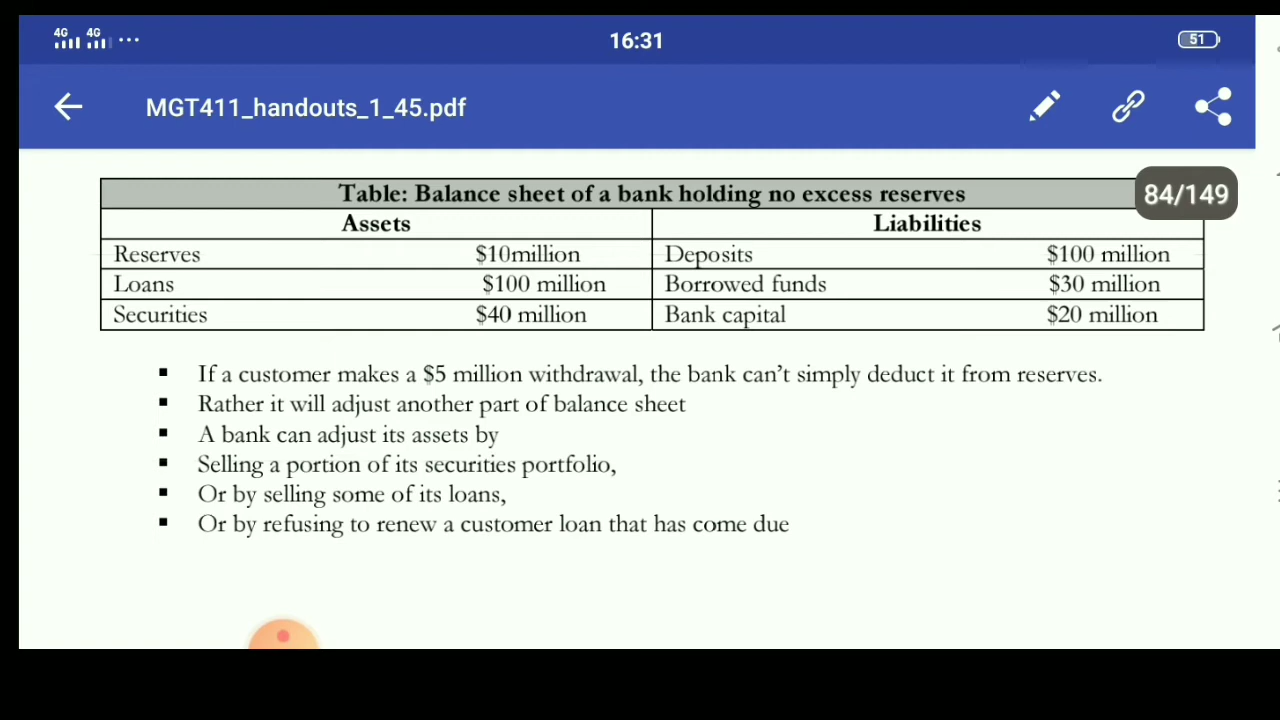 4G 4G ... 16:31 51
MGT411_handouts_1_45.pdf
84/149
Table: Balance sheet of a bank holding no excess reserves
Assets Liabilities
Reserves $10million Deposits $100 million
Loans $100 million Borrowed funds $30 million
Securities $40 million Bank capital $20 million
▪ If a customer makes a $5 million withdrawal, the bank can’t simply deduct it from reserves.
▪ Rather it will adjust another part of balance sheet
▪ A bank can adjust its assets by
▪ Selling a portion of its securities portfolio,
▪ Or by selling some of its loans,
▪ Or by refusing to renew a customer loan that has come due